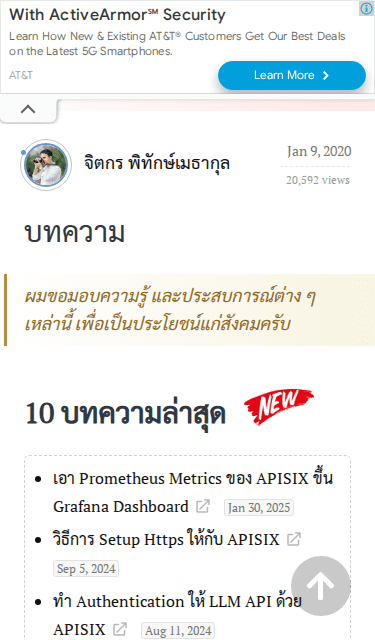 With ActiveArmor℠ Security
Learn How New & Existing AT&T® Customers Get Our Best Deals
on the Latest 5G Smartphones.
AT&T
Learn More
จิตกร พิทักษ์เมธากุล
Jan 9, 2020
20,592 views
บทความ
ผมขอมอบความรู้ และประสบการณ์ต่าง ๆ
เหล่านี้ เพื่อเป็นประโยชน์แก่สังคมครับ
10 บทความล่าสุด
NEW
เอา Prometheus Metrics ของ APISIX ขึ้น
Grafana Dashboard Jan 30, 2025
วิธีการ Setup Https ให้กับ APISIX
Sep 5, 2024
ทำ Authentication ให้ LLM API ด้วย
APISIX Aug 11, 2024